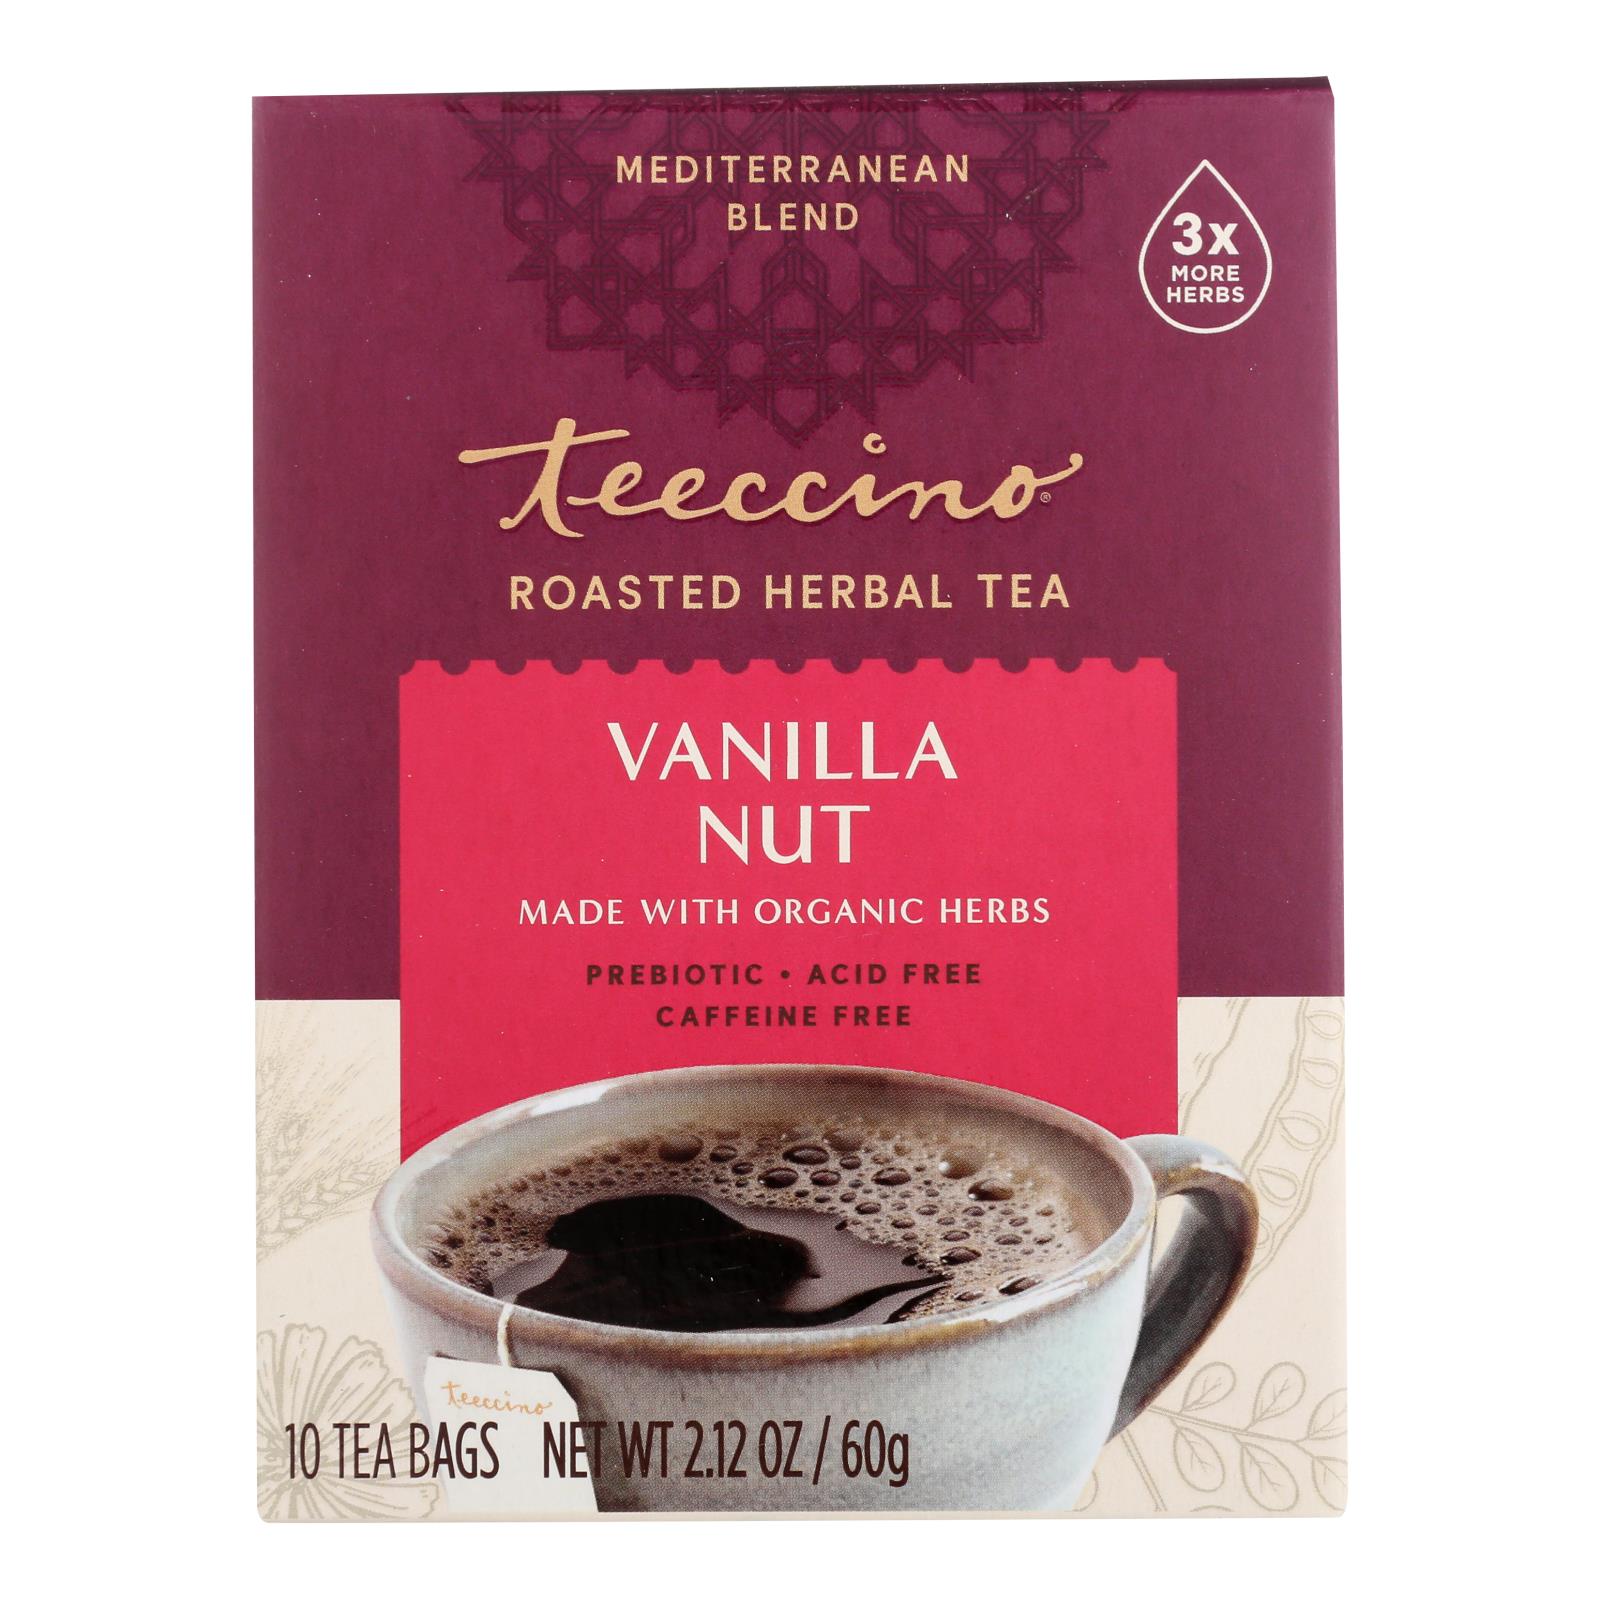 MEDITERRANEAN
BLEND
3x
MORE
HERBS
teeccino®
ROASTED HERBAL TEA
VANILLA
NUT
MADE WITH ORGANIC HERBS
PREBIOTIC • ACID FREE
CAFFEINE FREE
teeccino
10 TEA BAGS NET WT 2.12 OZ / 60g